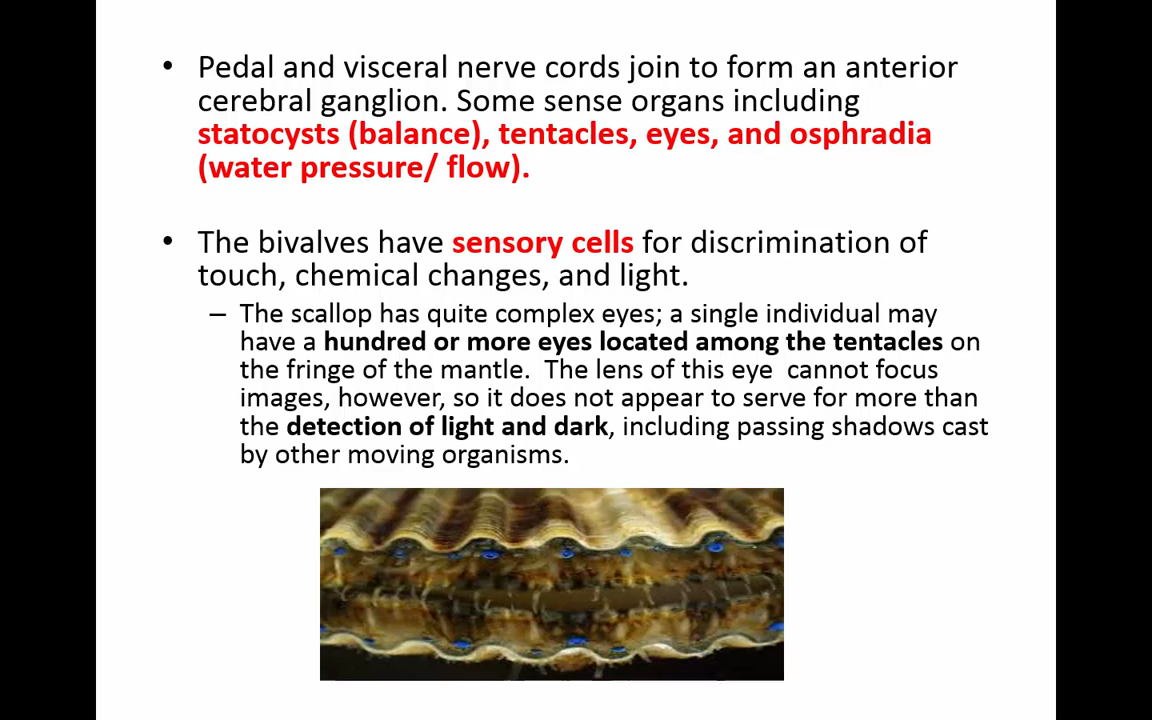 • Pedal and visceral nerve cords join to form an anterior
cerebral ganglion. Some sense organs including
statocysts (balance), tentacles, eyes, and osphradia
(water pressure/ flow).
• The bivalves have sensory cells for discrimination of
touch, chemical changes, and light.
– The scallop has quite complex eyes; a single individual may
have a hundred or more eyes located among the tentacles on
the fringe of the mantle.  The lens of this eye  cannot focus
images, however, so it does not appear to serve for more than
the detection of light and dark, including passing shadows cast
by other moving organisms.